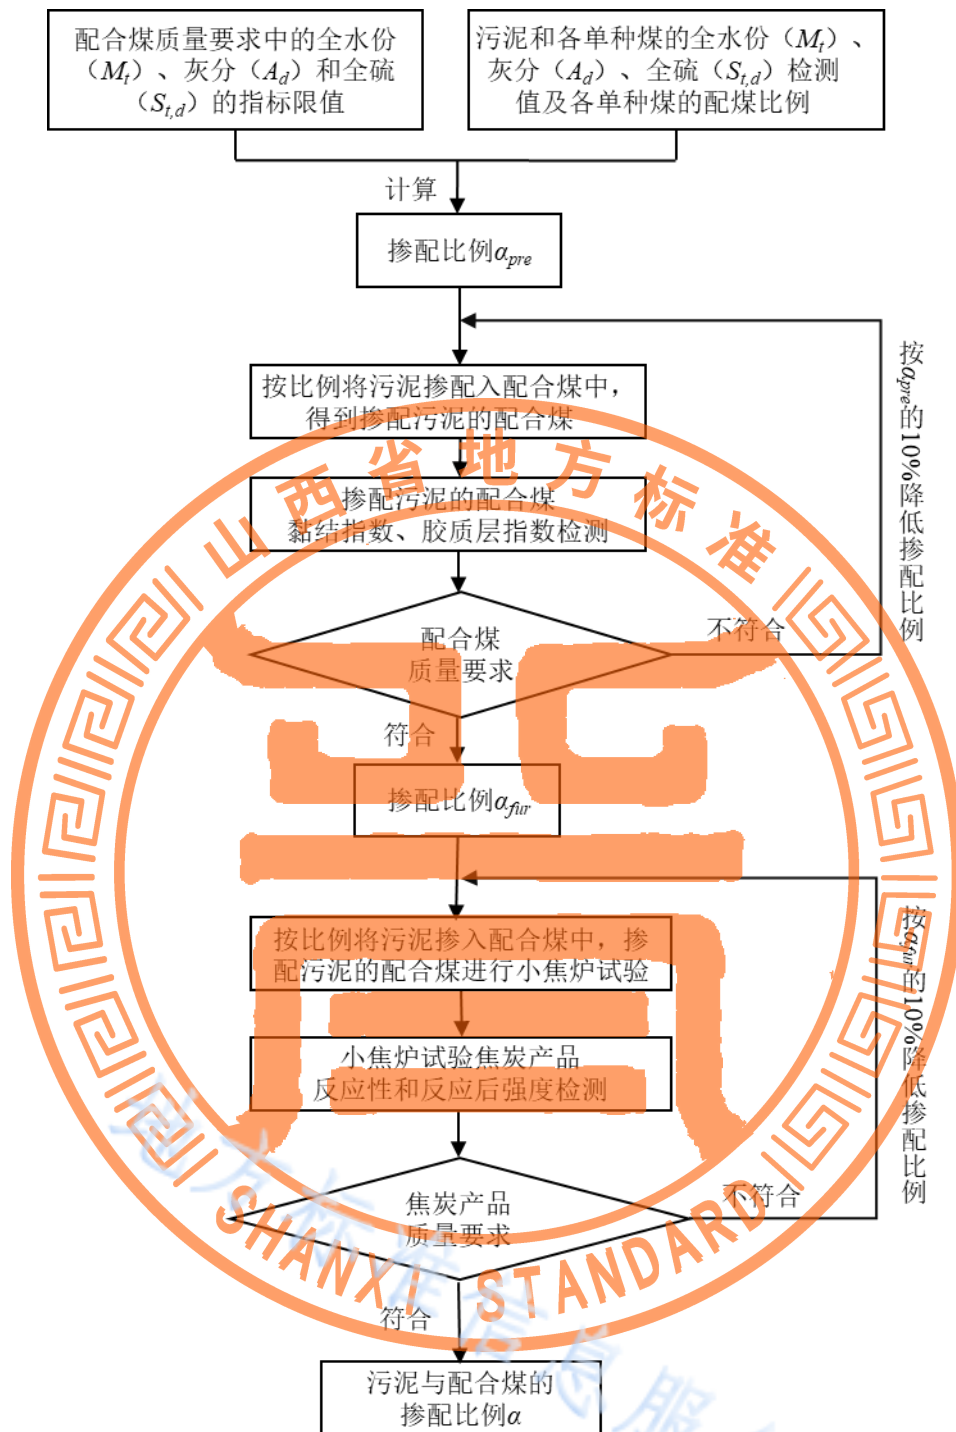 配合煤质量要求中的全水份
（Mt）、灰分（Ad）和全硫
（St,d）的指标限值
污泥和各单种煤的全水份（Mt）、
灰分（Ad）、全硫（St,d）检测
值及各单种煤的配煤比例
计算
掺配比例αpre
按比例将污泥掺配入配合煤中，
得到掺配污泥的配合煤
掺配污泥的配合煤
黏结指数、胶质层指数检测
配合煤
质量要求
不符合
按αpre的10%降低掺配比例
符合
掺配比例αfur
按比例将污泥掺入配合煤中，掺
配污泥的配合煤进行小焦炉试验
小焦炉试验焦炭产品
反应性和反应后强度检测
焦炭产品
质量要求
不符合
按αfur的10%降低掺配比例
符合
污泥与配合煤的
掺配比例α
山西省地方标准
SHANXI STANDARD
地方标准信息服